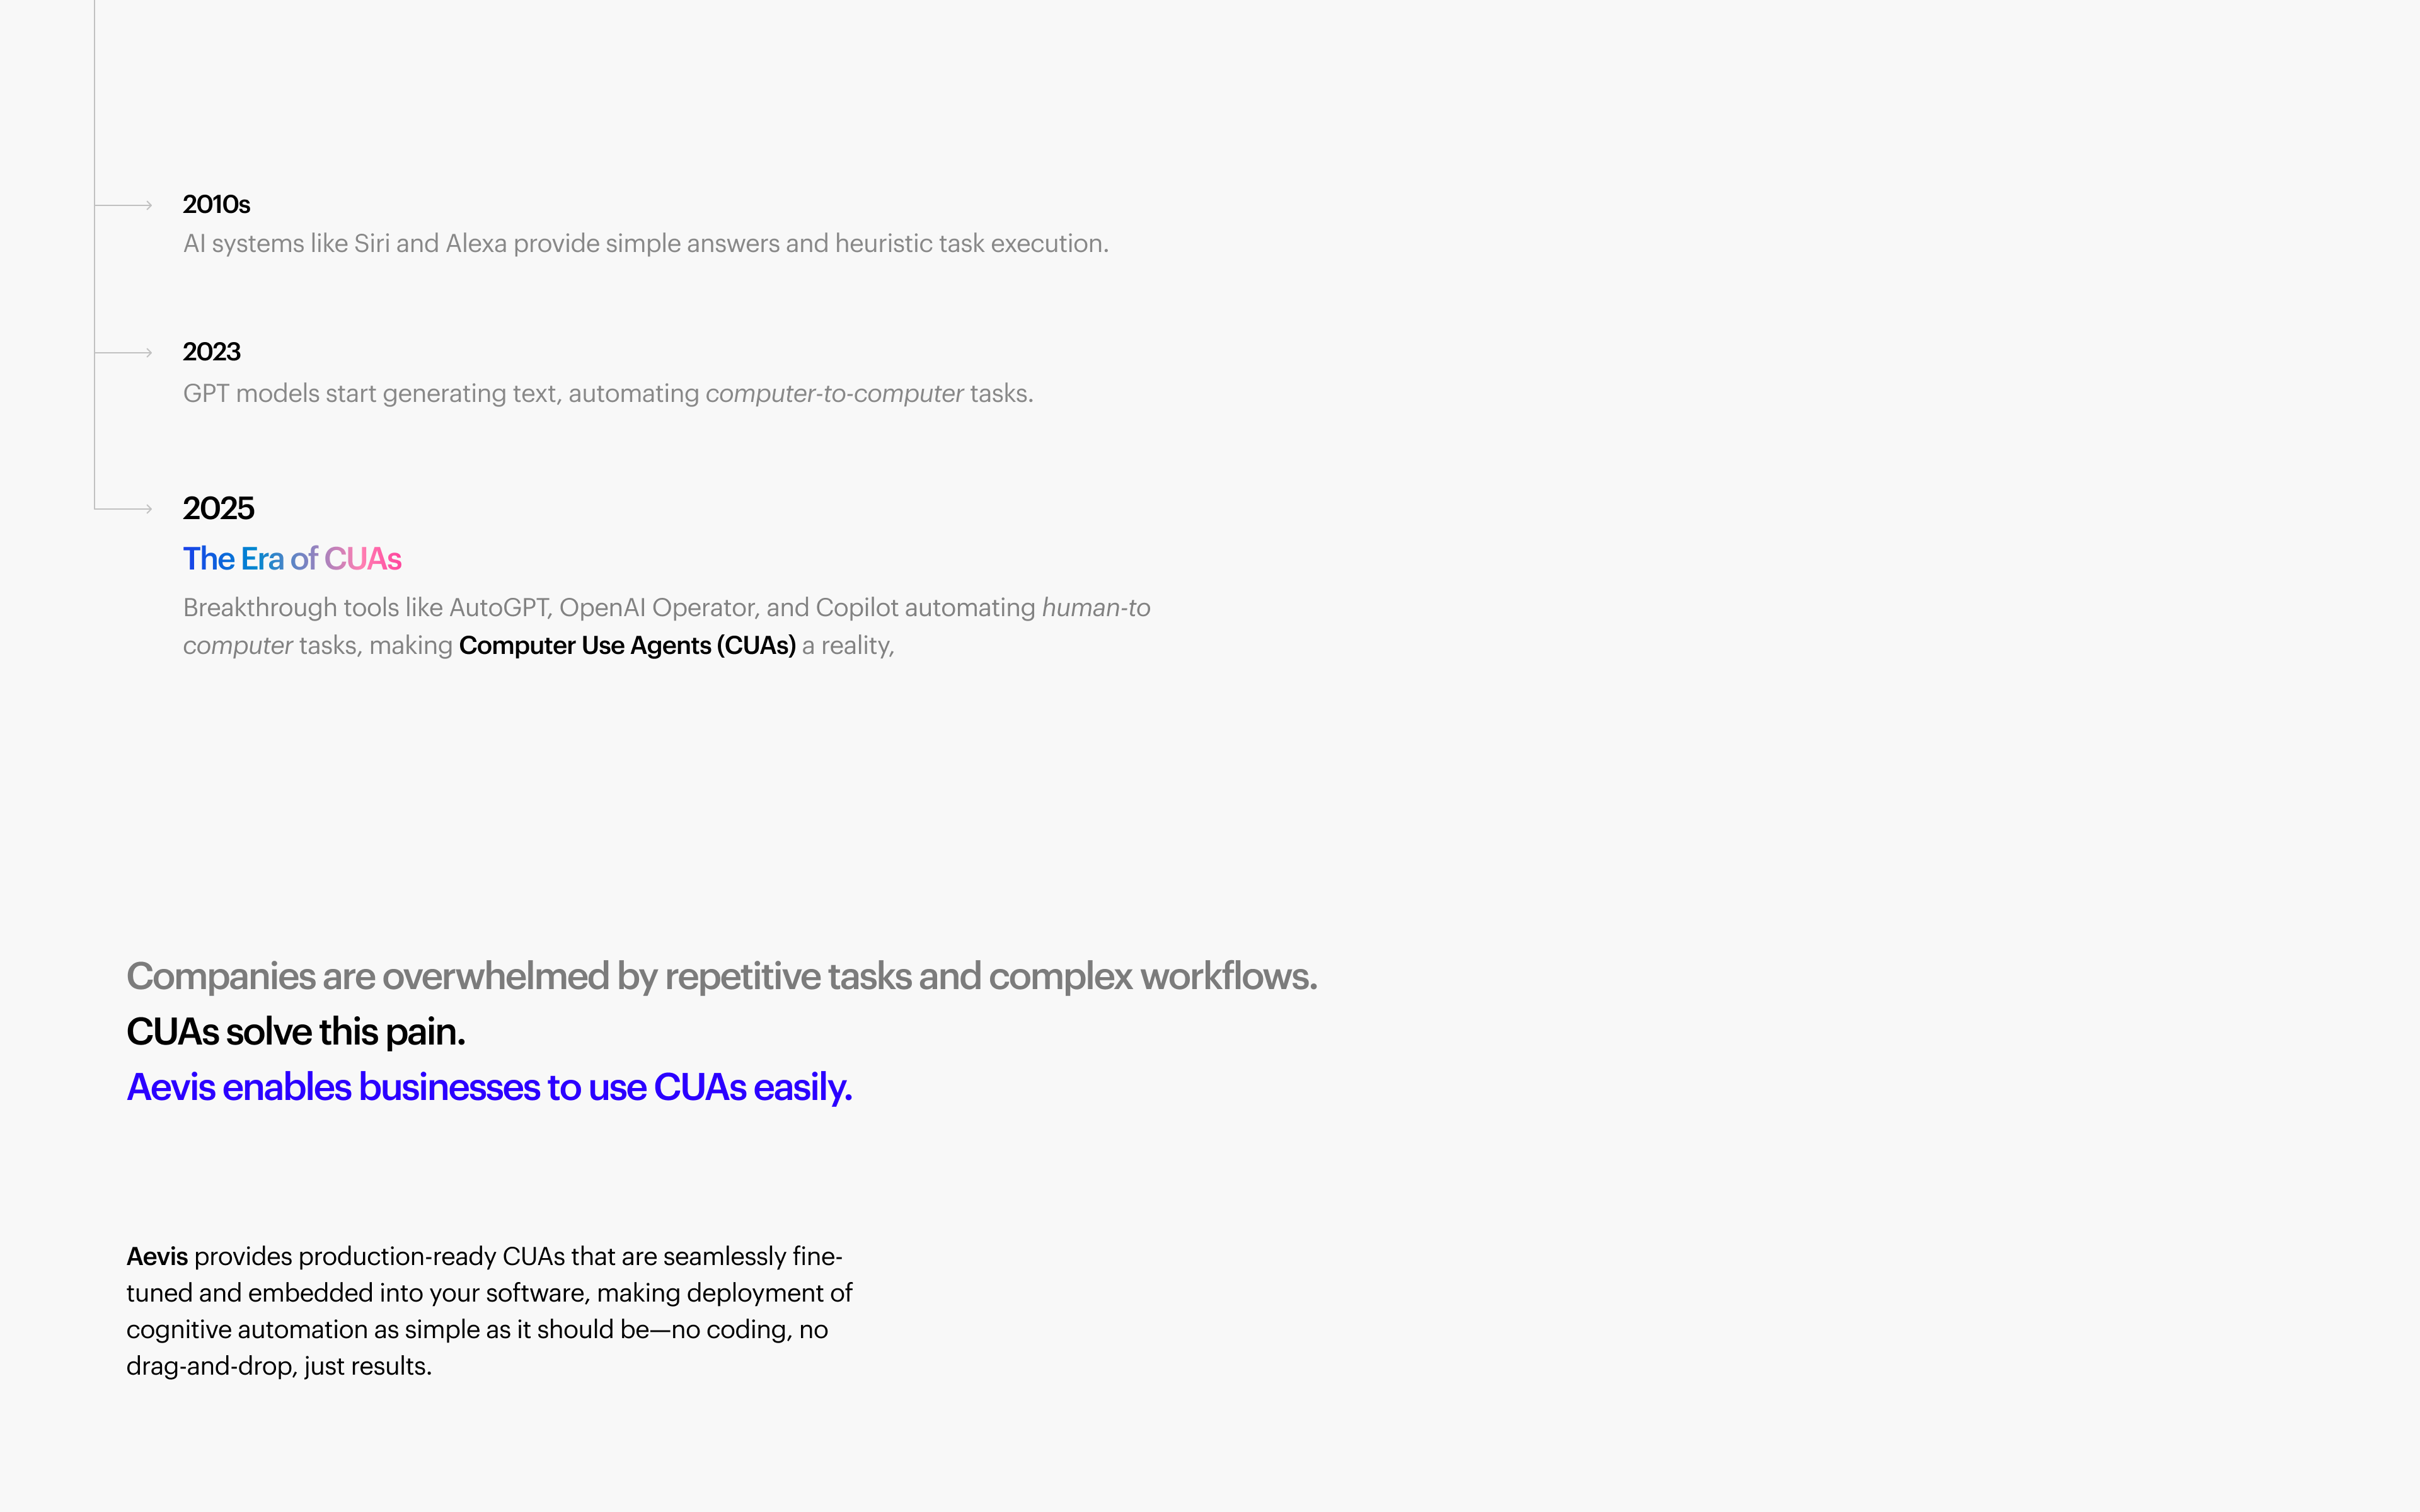 2010s
AI systems like Siri and Alexa provide simple answers and heuristic task execution.
2023
GPT models start generating text, automating computer-to-computer tasks.
2025
The Era of CUAs
Breakthrough tools like AutoGPT, OpenAI Operator, and Copilot automating human-to
computer tasks, making Computer Use Agents (CUAs) a reality,
Companies are overwhelmed by repetitive tasks and complex workflows.
CUAs solve this pain.
Aevis enables businesses to use CUAs easily.
Aevis provides production-ready CUAs that are seamlessly fine-
tuned and embedded into your software, making deployment of
cognitive automation as simple as it should be—no coding, no
drag-and-drop, just results.